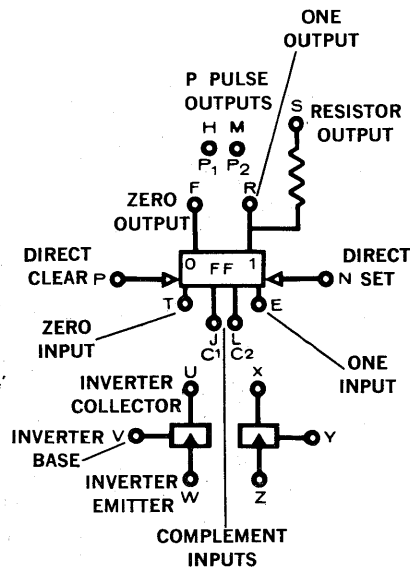 ONE
OUTPUT
P PULSE
OUTPUTS
H M
P1 P2
S RESISTOR
OUTPUT
F R
ZERO
OUTPUT
0 FF 1
DIRECT
CLEAR P
DIRECT
N SET
T E
J L
C1 C2
ZERO
INPUT
ONE
INPUT
U X
INVERTER
COLLECTOR
INVERTER V
BASE
Y
INVERTER
EMITTER
W Z
COMPLEMENT
INPUTS